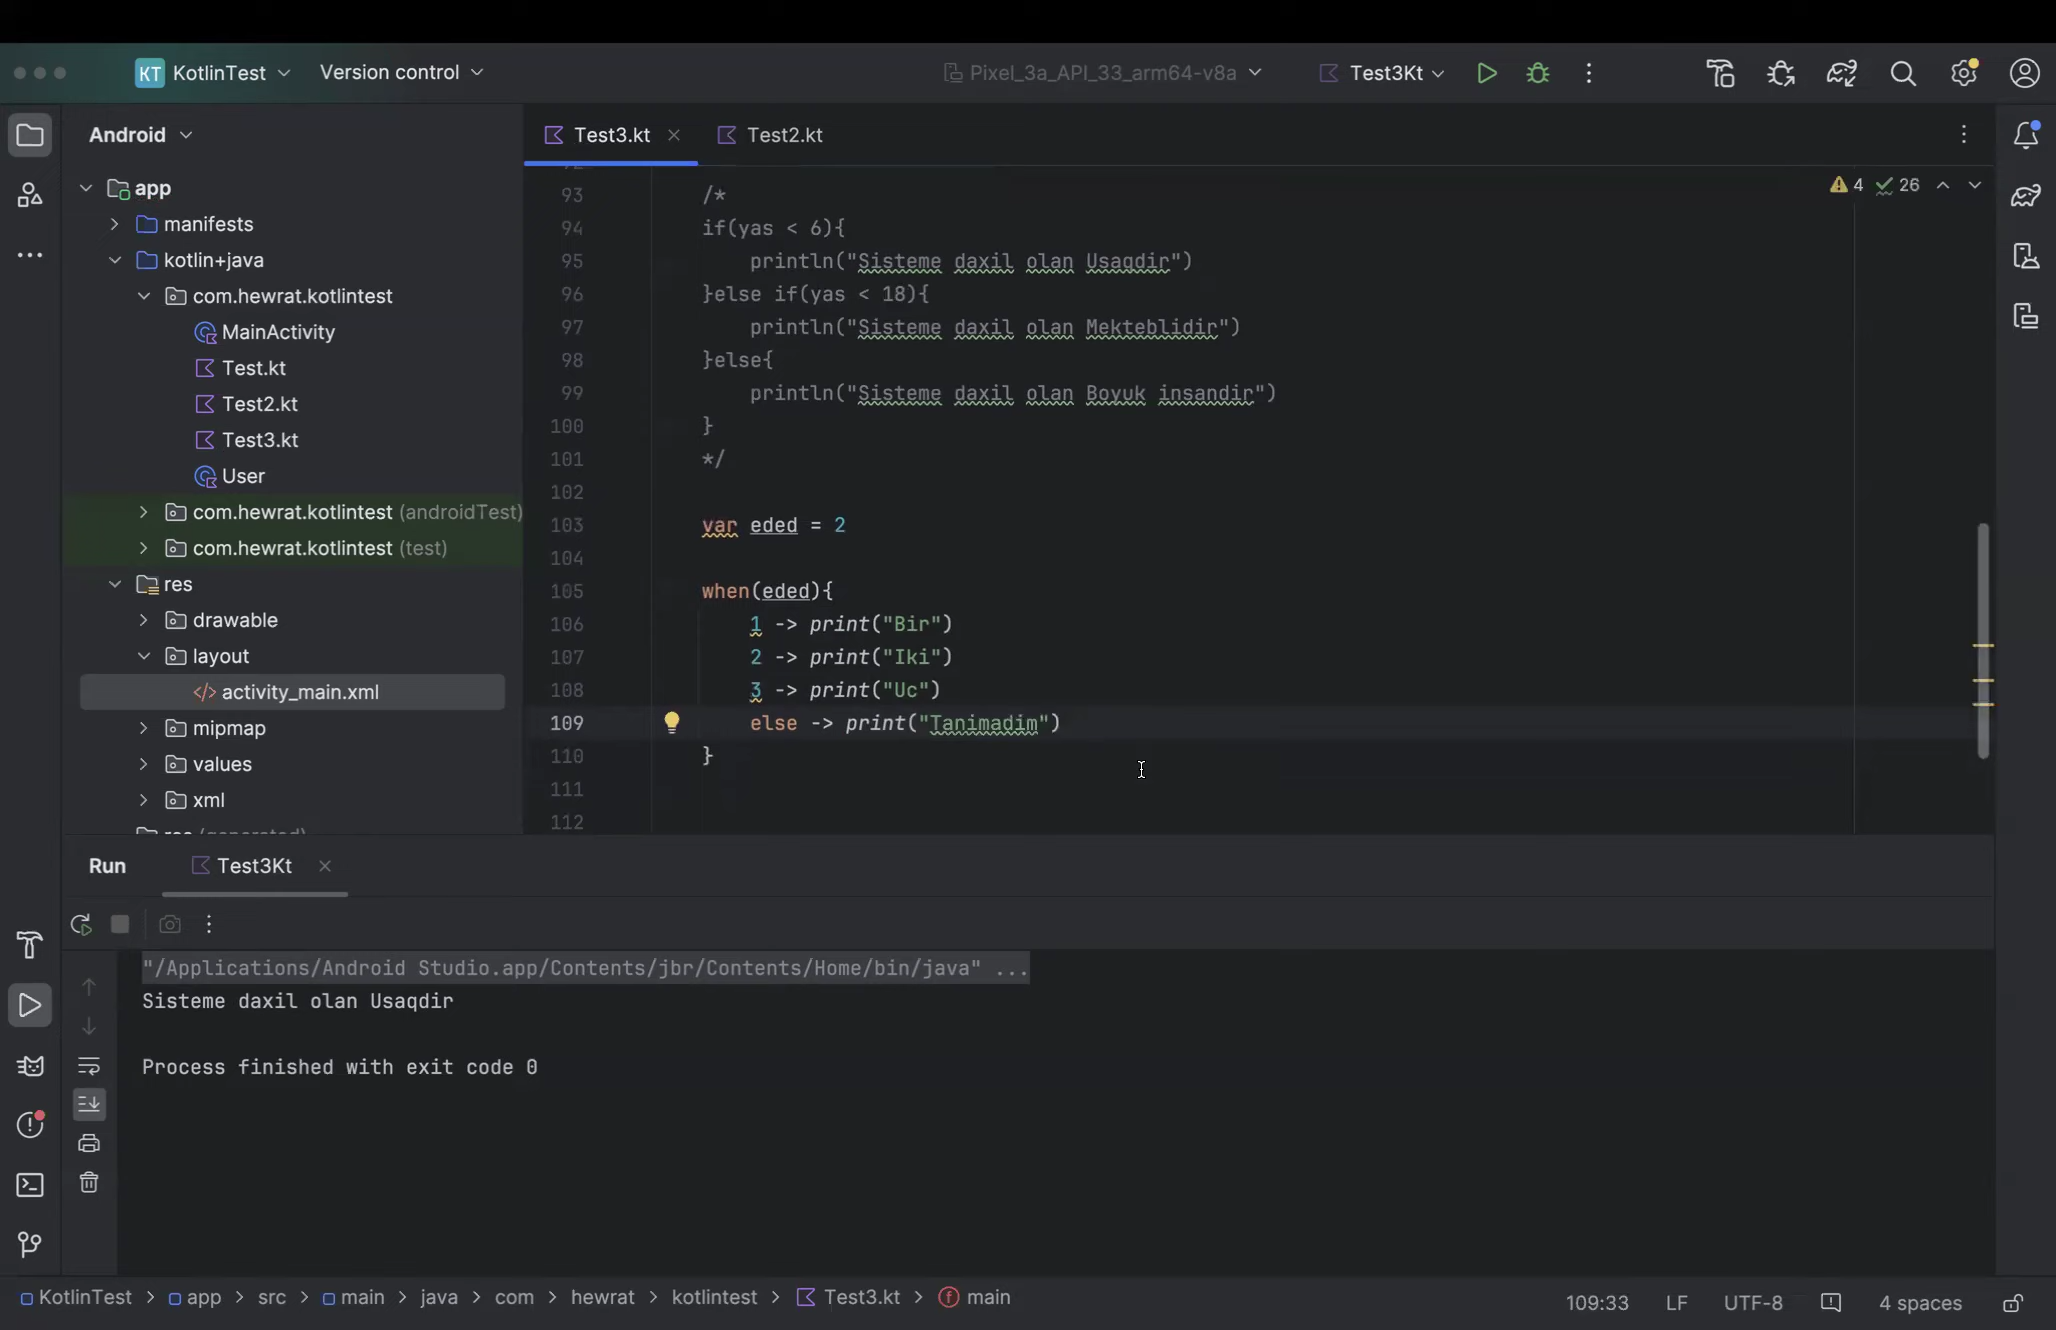 KT KotlinTest Version control Pixel_3a_API_33_arm64-v8a Test3Kt
Android
Test3.kt Test2.kt
app
manifests
kotlin+java
com.hewrat.kotlintest
MainActivity
Test.kt
Test2.kt
Test3.kt
User
com.hewrat.kotlintest (androidTest)
com.hewrat.kotlintest (test)
res
drawable
layout
</> activity_main.xml
mipmap
values
xml
res (generated)
4 26
93 /*
94 if(yas < 6){
95 println("Sisteme daxil olan Usaqdir")
96 }else if(yas < 18){
97 println("Sisteme daxil olan Mekteblidir")
98 }else{
99 println("Sisteme daxil olan Boyuk insandir")
100 }
101 */
102
103 var eded = 2
104
105 when(eded){
106 1 -> print("Bir")
107 2 -> print("Iki")
108 3 -> print("Uc")
109 else -> print("Tanimadim")
110 }
111
112
Run Test3Kt
"/Applications/Android Studio.app/Contents/jbr/Contents/Home/bin/java" ...
Sisteme daxil olan Usaqdir
Process finished with exit code 0
KotlinTest > app > src > main > java > com > hewrat > kotlintest > Test3.kt > f main
109:33 LF UTF-8 4 spaces